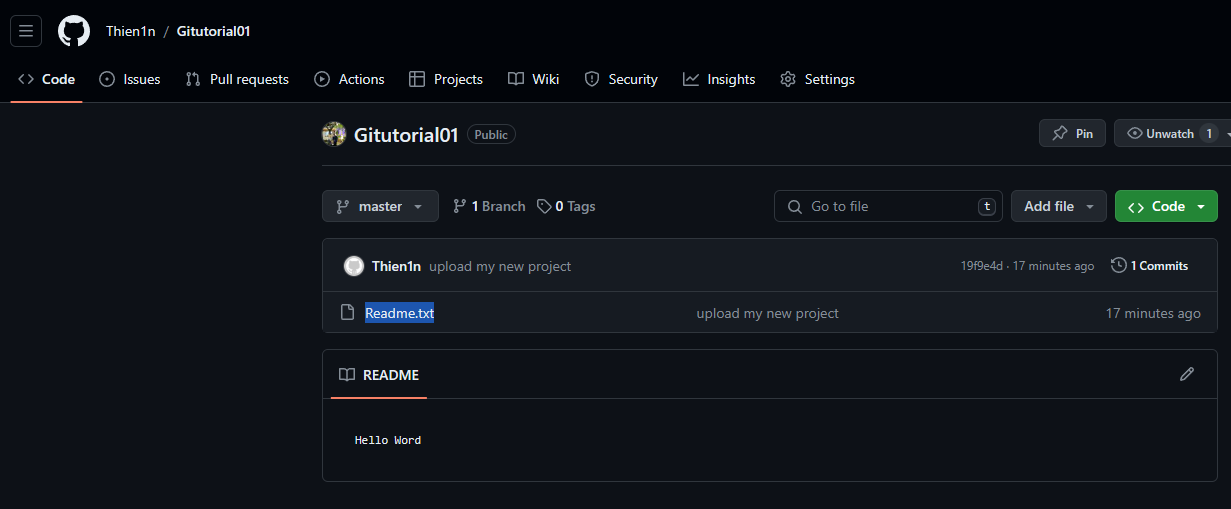 Thien1n / Gitutorial01
Code Issues Pull requests Actions Projects Wiki Security Insights Settings
Gitutorial01 Public Pin Unwatch 1
master 1 Branch 0 Tags Go to file t Add file Code
Thien1n upload my new project 19f9e4d · 17 minutes ago 1 Commits
Readme.txt upload my new project 17 minutes ago
README
Hello Word